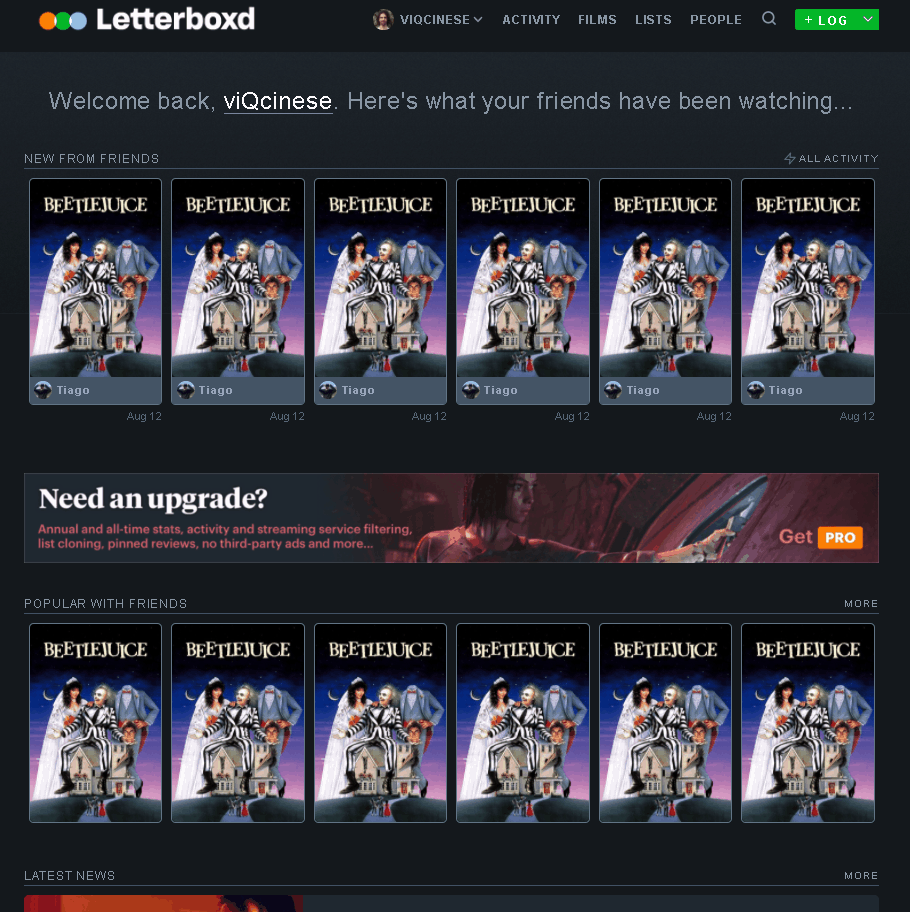 Letterboxd
VIQCINESE ACTIVITY FILMS LISTS PEOPLE + LOG
Welcome back, viQcinese. Here's what your friends have been watching...
NEW FROM FRIENDS ALL ACTIVITY
BEETLEJUICE BEETLEJUICE BEETLEJUICE BEETLEJUICE BEETLEJUICE BEETLEJUICE
Tiago Tiago Tiago Tiago Tiago Tiago
Aug 12 Aug 12 Aug 12 Aug 12 Aug 12 Aug 12
Need an upgrade?
Annual and all-time stats, activity and streaming service filtering,
list cloning, pinned reviews, no third-party ads and more...
Get PRO
POPULAR WITH FRIENDS MORE
BEETLEJUICE BEETLEJUICE BEETLEJUICE BEETLEJUICE BEETLEJUICE BEETLEJUICE
LATEST NEWS MORE